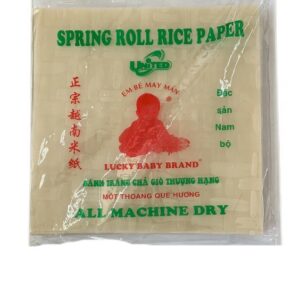 SPRING ROLL RICE PAPER
UNITED
EM BÉ MAY MẮN
正宗越南米紙
Đặc
sản
Nam
bộ
LUCKY BABY BRAND
BÁNH TRÁNG CHẢ GIÒ THƯỢNG HẠNG
MỘT THOÁNG QUÊ HƯƠNG
ALL MACHINE DRY